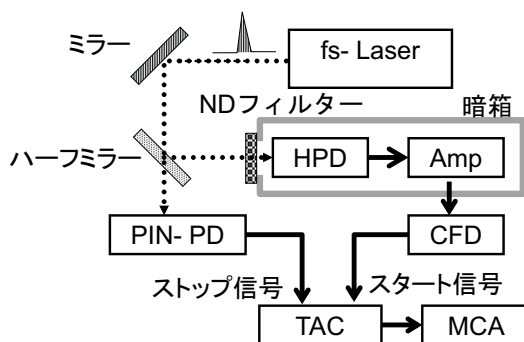 ミラー
fs- Laser
NDフィルター
暗箱
ハーフミラー
HPD
Amp
PIN- PD
CFD
ストップ信号
スタート信号
TAC
MCA